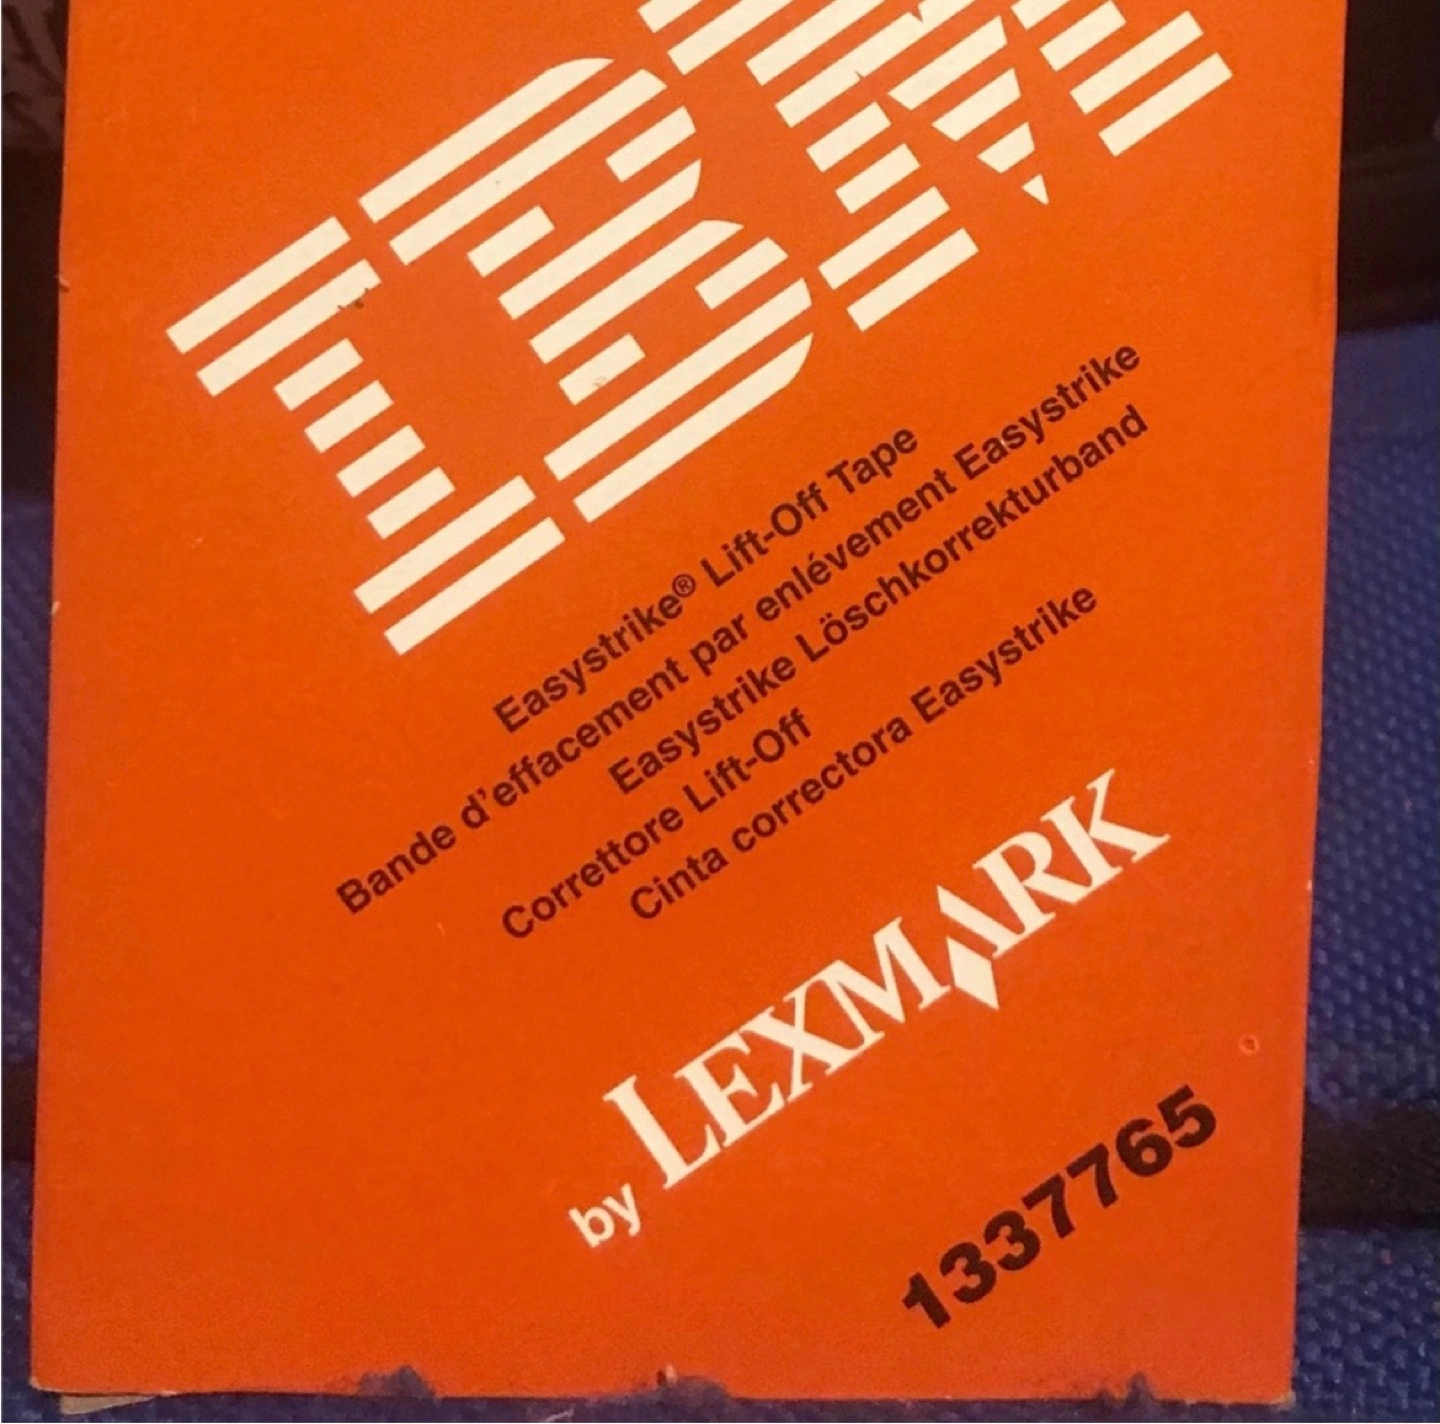 IBM
Easystrike® Lift-Off Tape
Bande d'effacement par enlévement Easystrike
Easystrike Löschkorrekturband
Correttore Lift-Off
Cinta correctora Easystrike
by LEXMARK
1337765